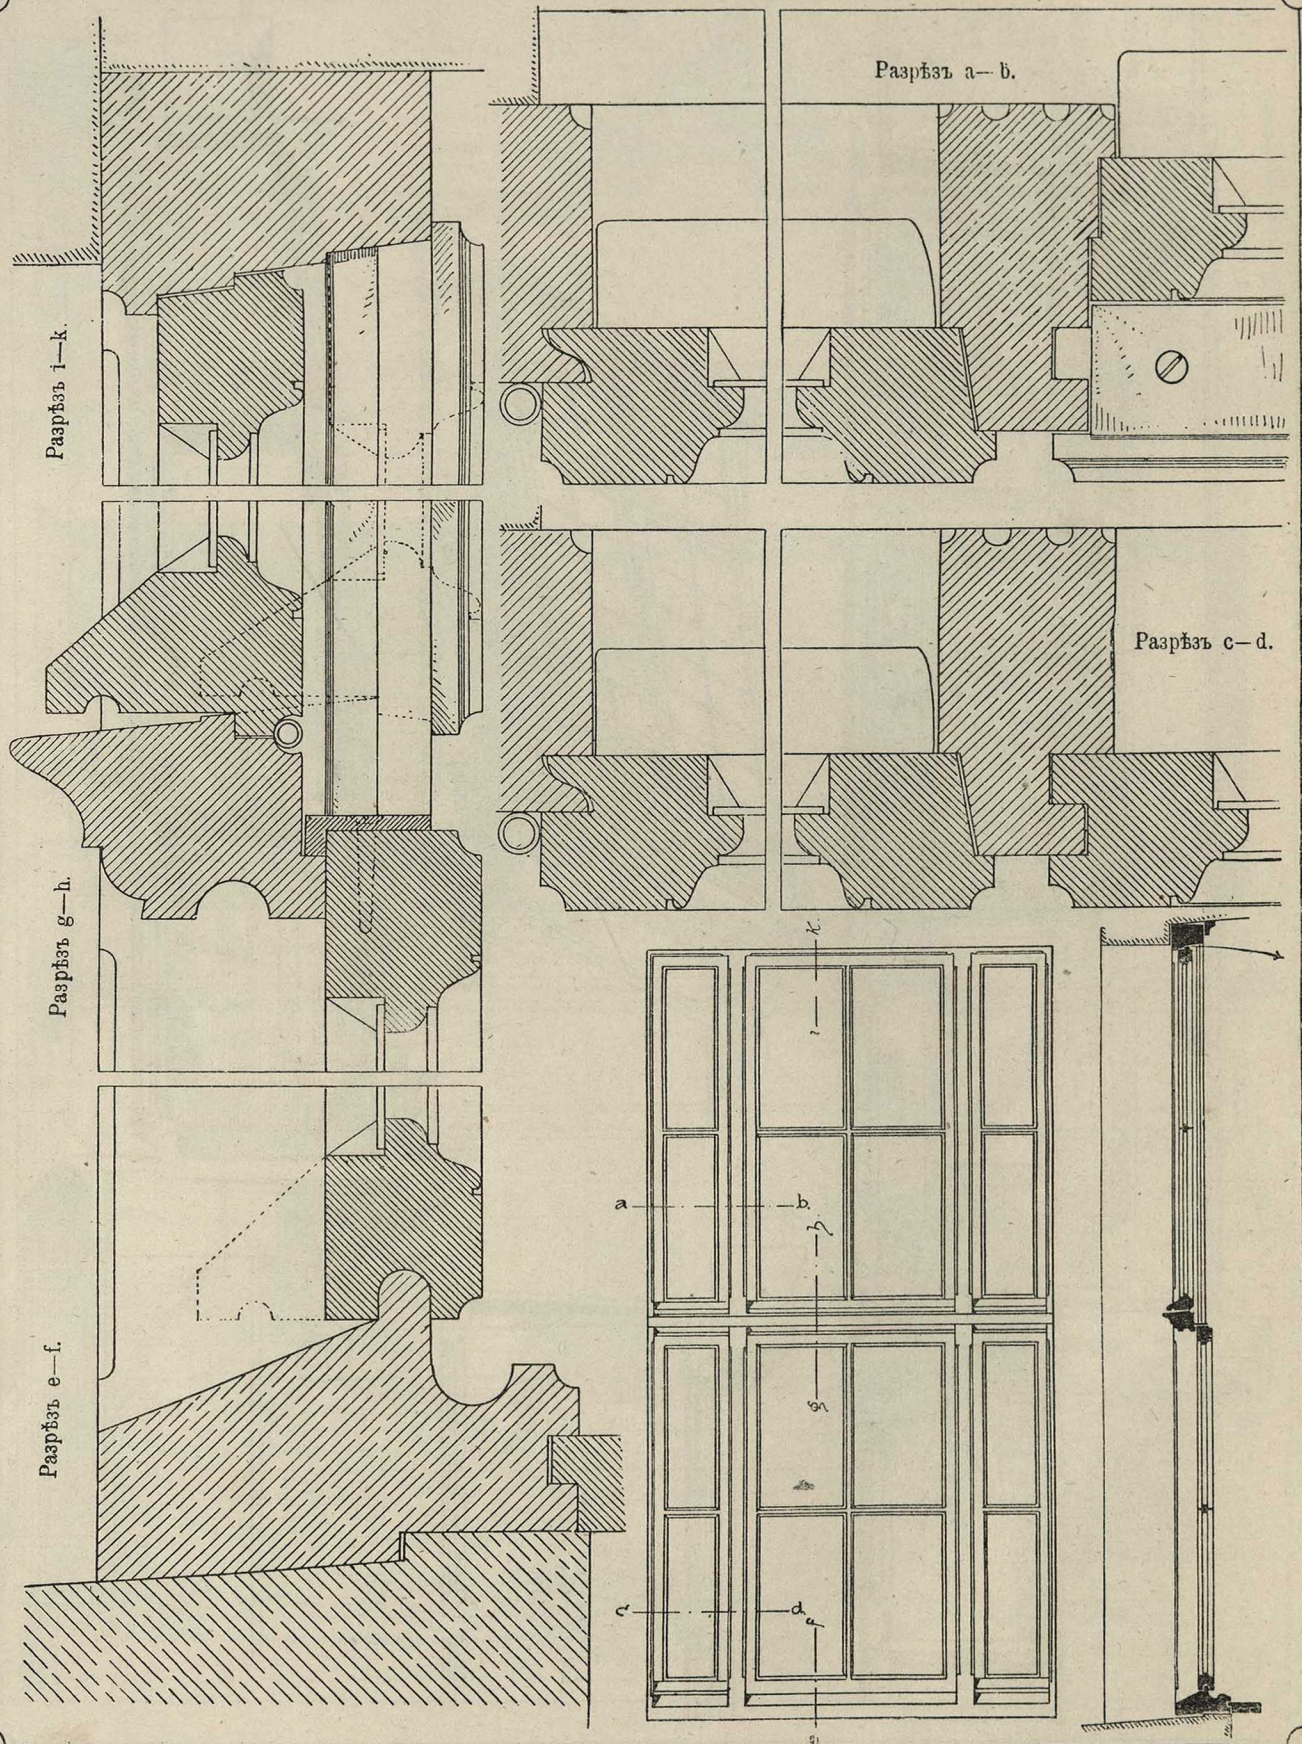 Разрѣзъ a—b.
Разрѣзъ i—k.
Разрѣзъ c—d.
Разрѣзъ g—h.
Разрѣзъ e—f.
k
i
a
b
h
g
c
d
f
e